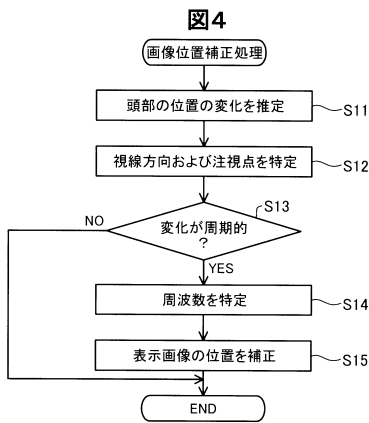 図4
画像位置補正処理
頭部の位置の変化を推定
S11
視線方向および注視点を特定
S12
S13
変化が周期的
?
NO
YES
周波数を特定
S14
表示画像の位置を補正
S15
END